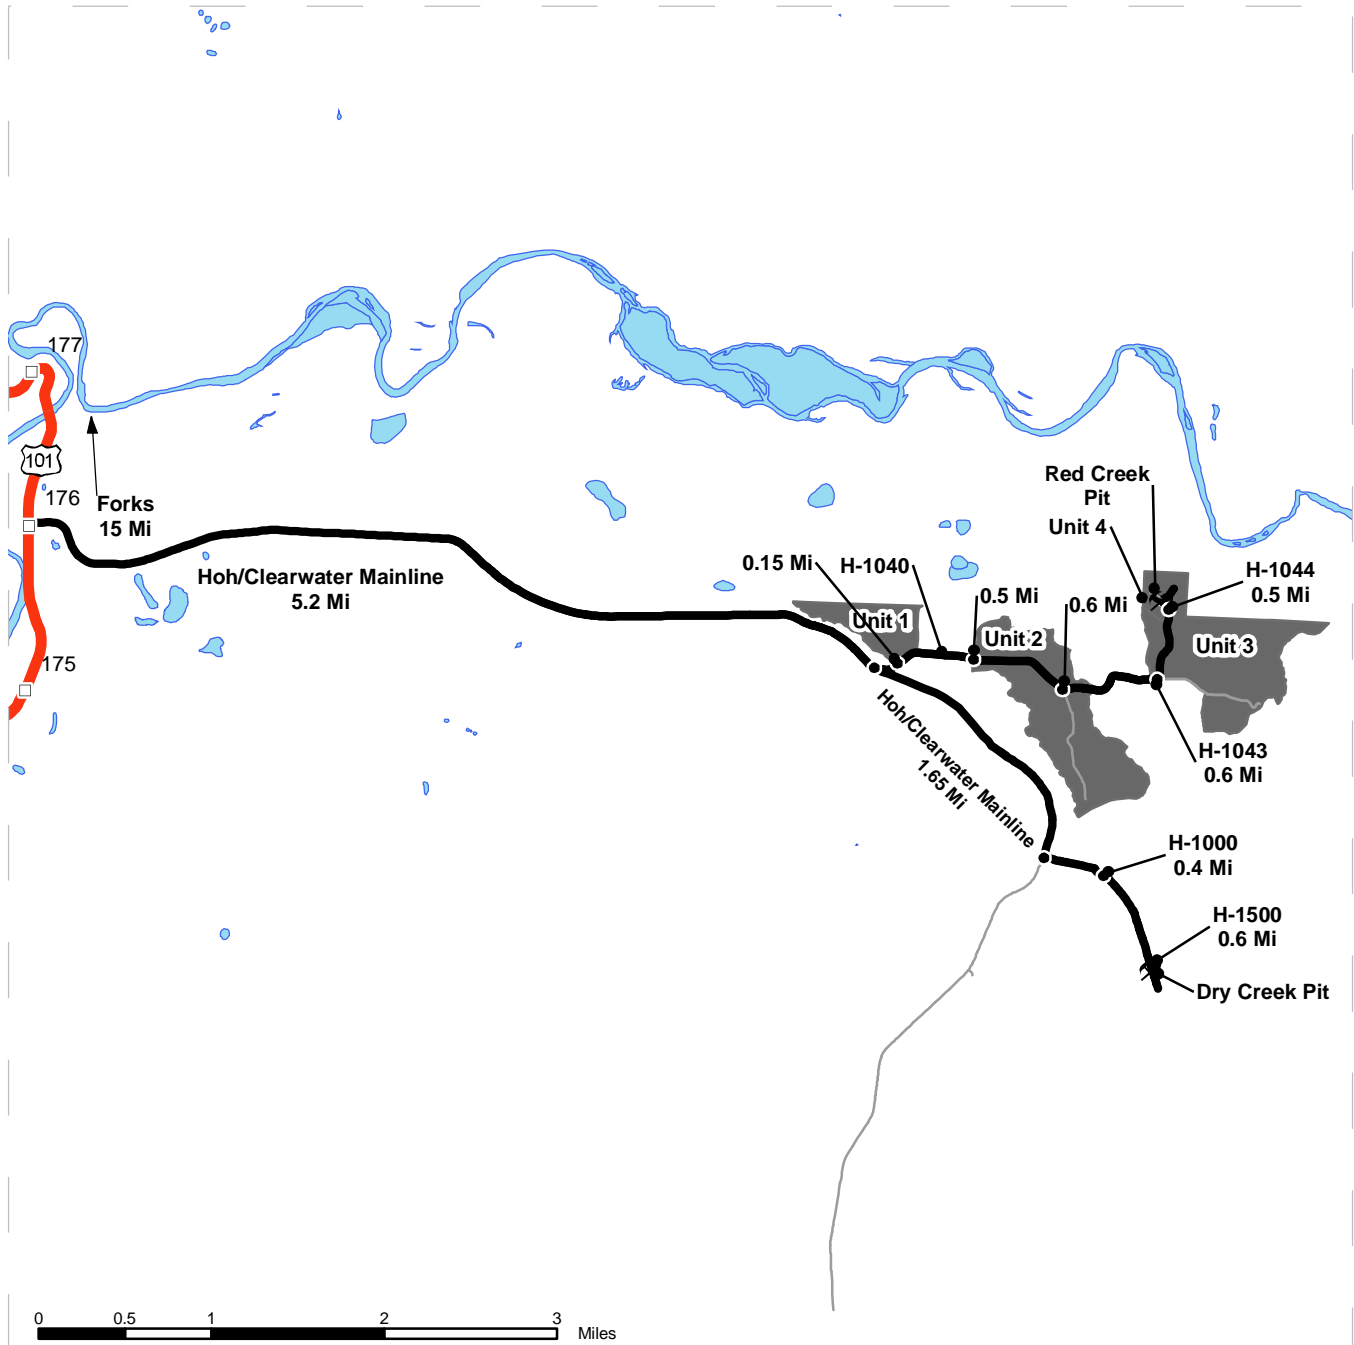 177
101
176
Forks
15 Mi
Hoh/Clearwater Mainline
5.2 Mi
175
Red Creek
Pit
Unit 4
0.15 Mi
H-1040
0.5 Mi
0.6 Mi
H-1044
0.5 Mi
Unit 1
Unit 2
Unit 3
Hoh/Clearwater Mainline
1.65 Mi
H-1043
0.6 Mi
H-1000
0.4 Mi
H-1500
0.6 Mi
Dry Creek Pit
0 0.5 1 2 3
Miles